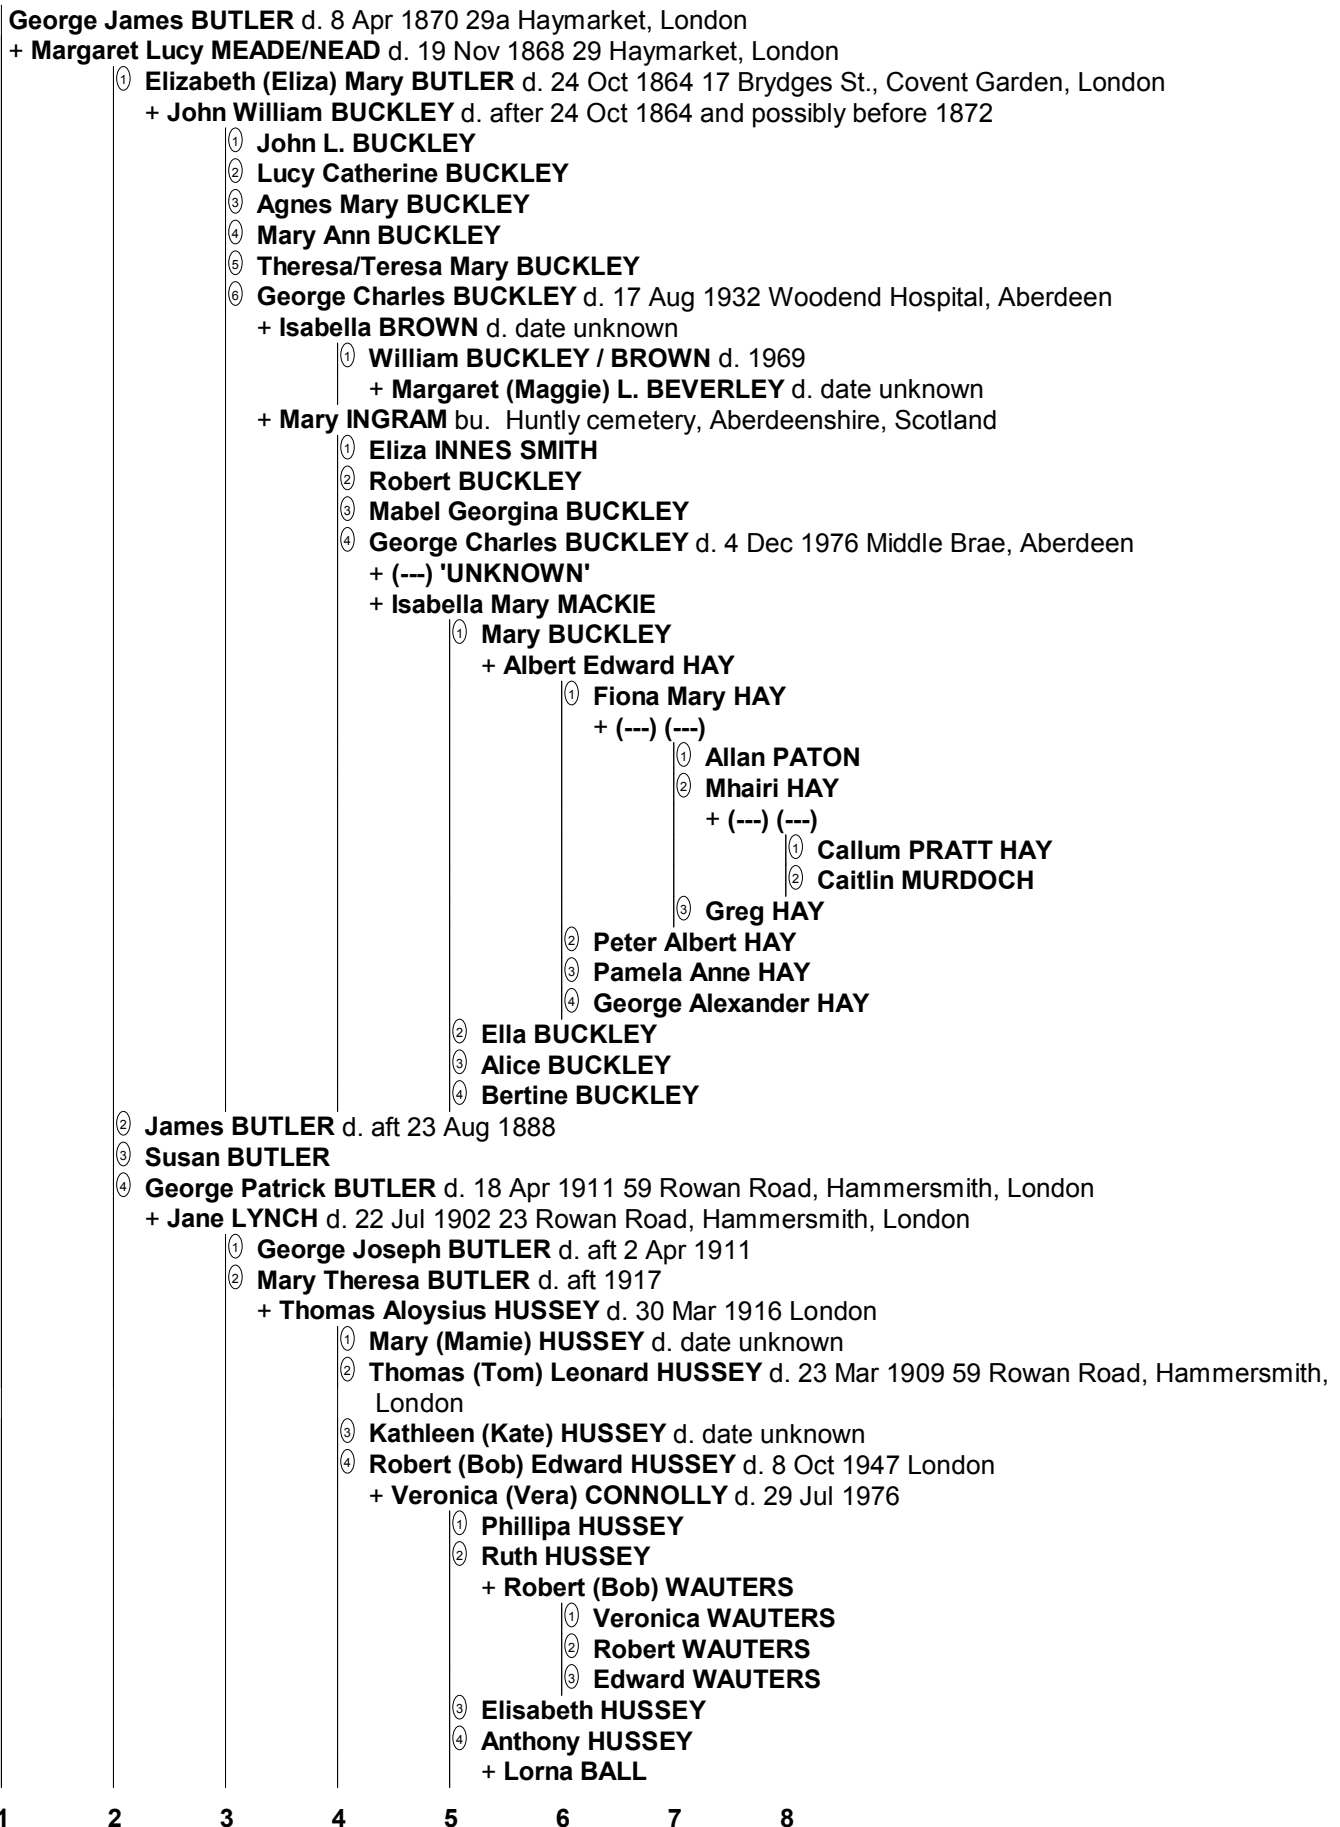 George James BUTLER d. 8 Apr 1870 29a Haymarket, London
+ Margaret Lucy MEADE/NEAD d. 19 Nov 1868 29 Haymarket, London
1 Elizabeth (Eliza) Mary BUTLER d. 24 Oct 1864 17 Brydges St., Covent Garden, London
+ John William BUCKLEY d. after 24 Oct 1864 and possibly before 1872
1 John L. BUCKLEY
2 Lucy Catherine BUCKLEY
3 Agnes Mary BUCKLEY
4 Mary Ann BUCKLEY
5 Theresa/Teresa Mary BUCKLEY
6 George Charles BUCKLEY d. 17 Aug 1932 Woodend Hospital, Aberdeen
+ Isabella BROWN d. date unknown
1 William BUCKLEY / BROWN d. 1969
+ Margaret (Maggie) L. BEVERLEY d. date unknown
+ Mary INGRAM bu. Huntly cemetery, Aberdeenshire, Scotland
1 Eliza INNES SMITH
2 Robert BUCKLEY
3 Mabel Georgina BUCKLEY
4 George Charles BUCKLEY d. 4 Dec 1976 Middle Brae, Aberdeen
+ (---) 'UNKNOWN'
+ Isabella Mary MACKIE
1 Mary BUCKLEY
+ Albert Edward HAY
1 Fiona Mary HAY
+ (---) (---)
1 Allan PATON
2 Mhairi HAY
+ (---) (---)
1 Callum PRATT HAY
2 Caitlin MURDOCH
3 Greg HAY
2 Peter Albert HAY
3 Pamela Anne HAY
4 George Alexander HAY
2 Ella BUCKLEY
3 Alice BUCKLEY
4 Bertine BUCKLEY
2 James BUTLER d. aft 23 Aug 1888
3 Susan BUTLER
4 George Patrick BUTLER d. 18 Apr 1911 59 Rowan Road, Hammersmith, London
+ Jane LYNCH d. 22 Jul 1902 23 Rowan Road, Hammersmith, London
1 George Joseph BUTLER d. aft 2 Apr 1911
2 Mary Theresa BUTLER d. aft 1917
+ Thomas Aloysius HUSSEY d. 30 Mar 1916 London
1 Mary (Mamie) HUSSEY d. date unknown
2 Thomas (Tom) Leonard HUSSEY d. 23 Mar 1909 59 Rowan Road, Hammersmith,
London
3 Kathleen (Kate) HUSSEY d. date unknown
4 Robert (Bob) Edward HUSSEY d. 8 Oct 1947 London
+ Veronica (Vera) CONNOLLY d. 29 Jul 1976
1 Phillipa HUSSEY
2 Ruth HUSSEY
+ Robert (Bob) WAUTERS
1 Veronica WAUTERS
2 Robert WAUTERS
3 Edward WAUTERS
3 Elisabeth HUSSEY
4 Anthony HUSSEY
+ Lorna BALL
1 2 3 4 5 6 7 8